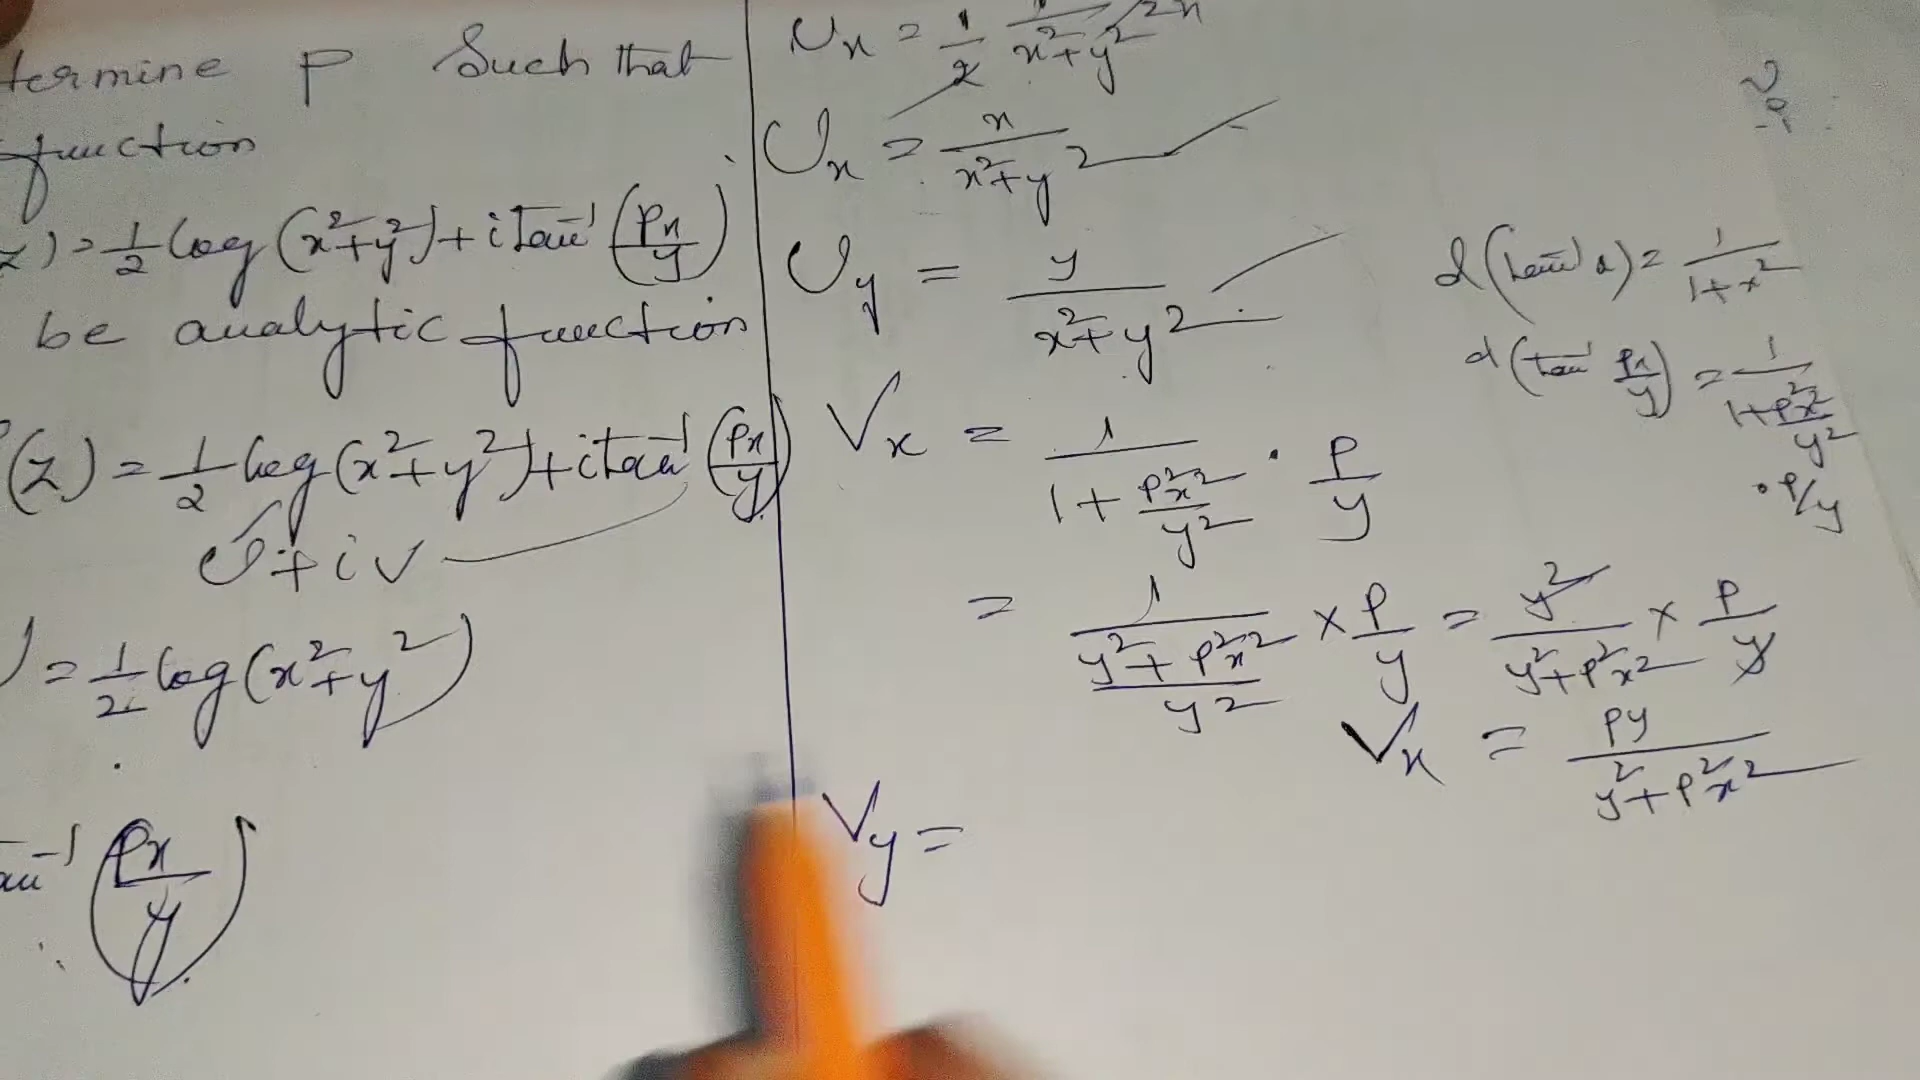 termine P Such that
function
z) = 1/2 log (x²+y²) + i Tan⁻¹ (Px/y)
be analytic function
(z) = 1/2 log (x²+y²) + i Tan⁻¹ (Px/y)
U + iV
= 1/2 log (x²+y²)
an⁻¹ (Px/y)
Ux = 1/2 1/(x²+y²) 2x
Ux = x/(x²+y²)
Uy = y/(x²+y²)
Vx = 1/(1 + P²x²/y²) · P/y
= 1/((y²+P²x²)/y²) × P/y = y²/(y²+P²x²) × P/y
Vx = Py/(y²+P²x²)
Vy =
d (tan⁻¹ x) = 1/(1+x²)
d (tan⁻¹ Px/y) = 1/(1+P²x²/y²)
· P/y